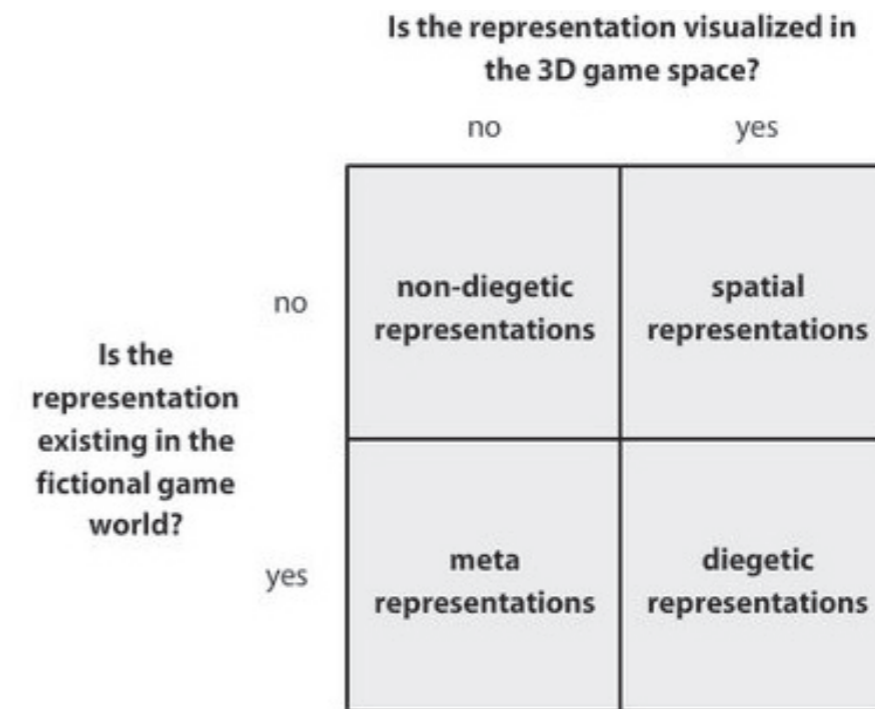 Is the representation visualized in
the 3D game space?
no yes
non-diegetic
representations
spatial
representations
no
Is the
representation
existing in the
fictional game
world?
yes
meta
representations
diegetic
representations